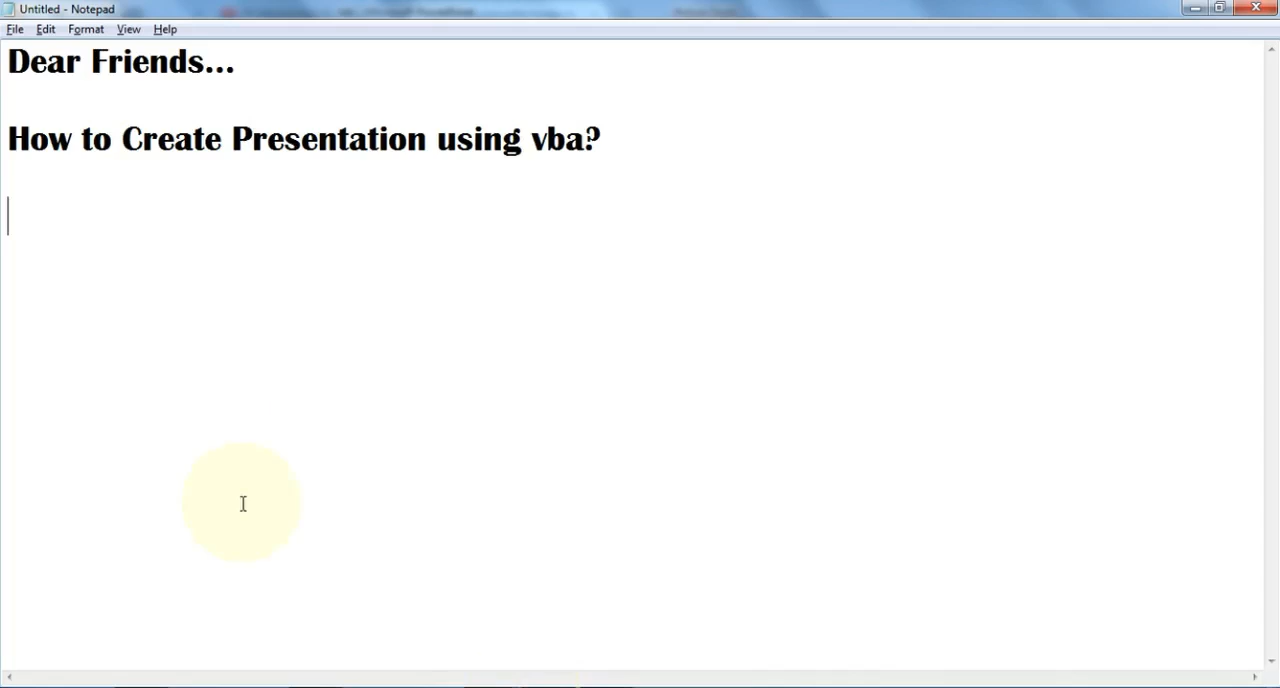 Untitled - Notepad
File Edit Format View Help
Dear Friends...
How to Create Presentation using vba?